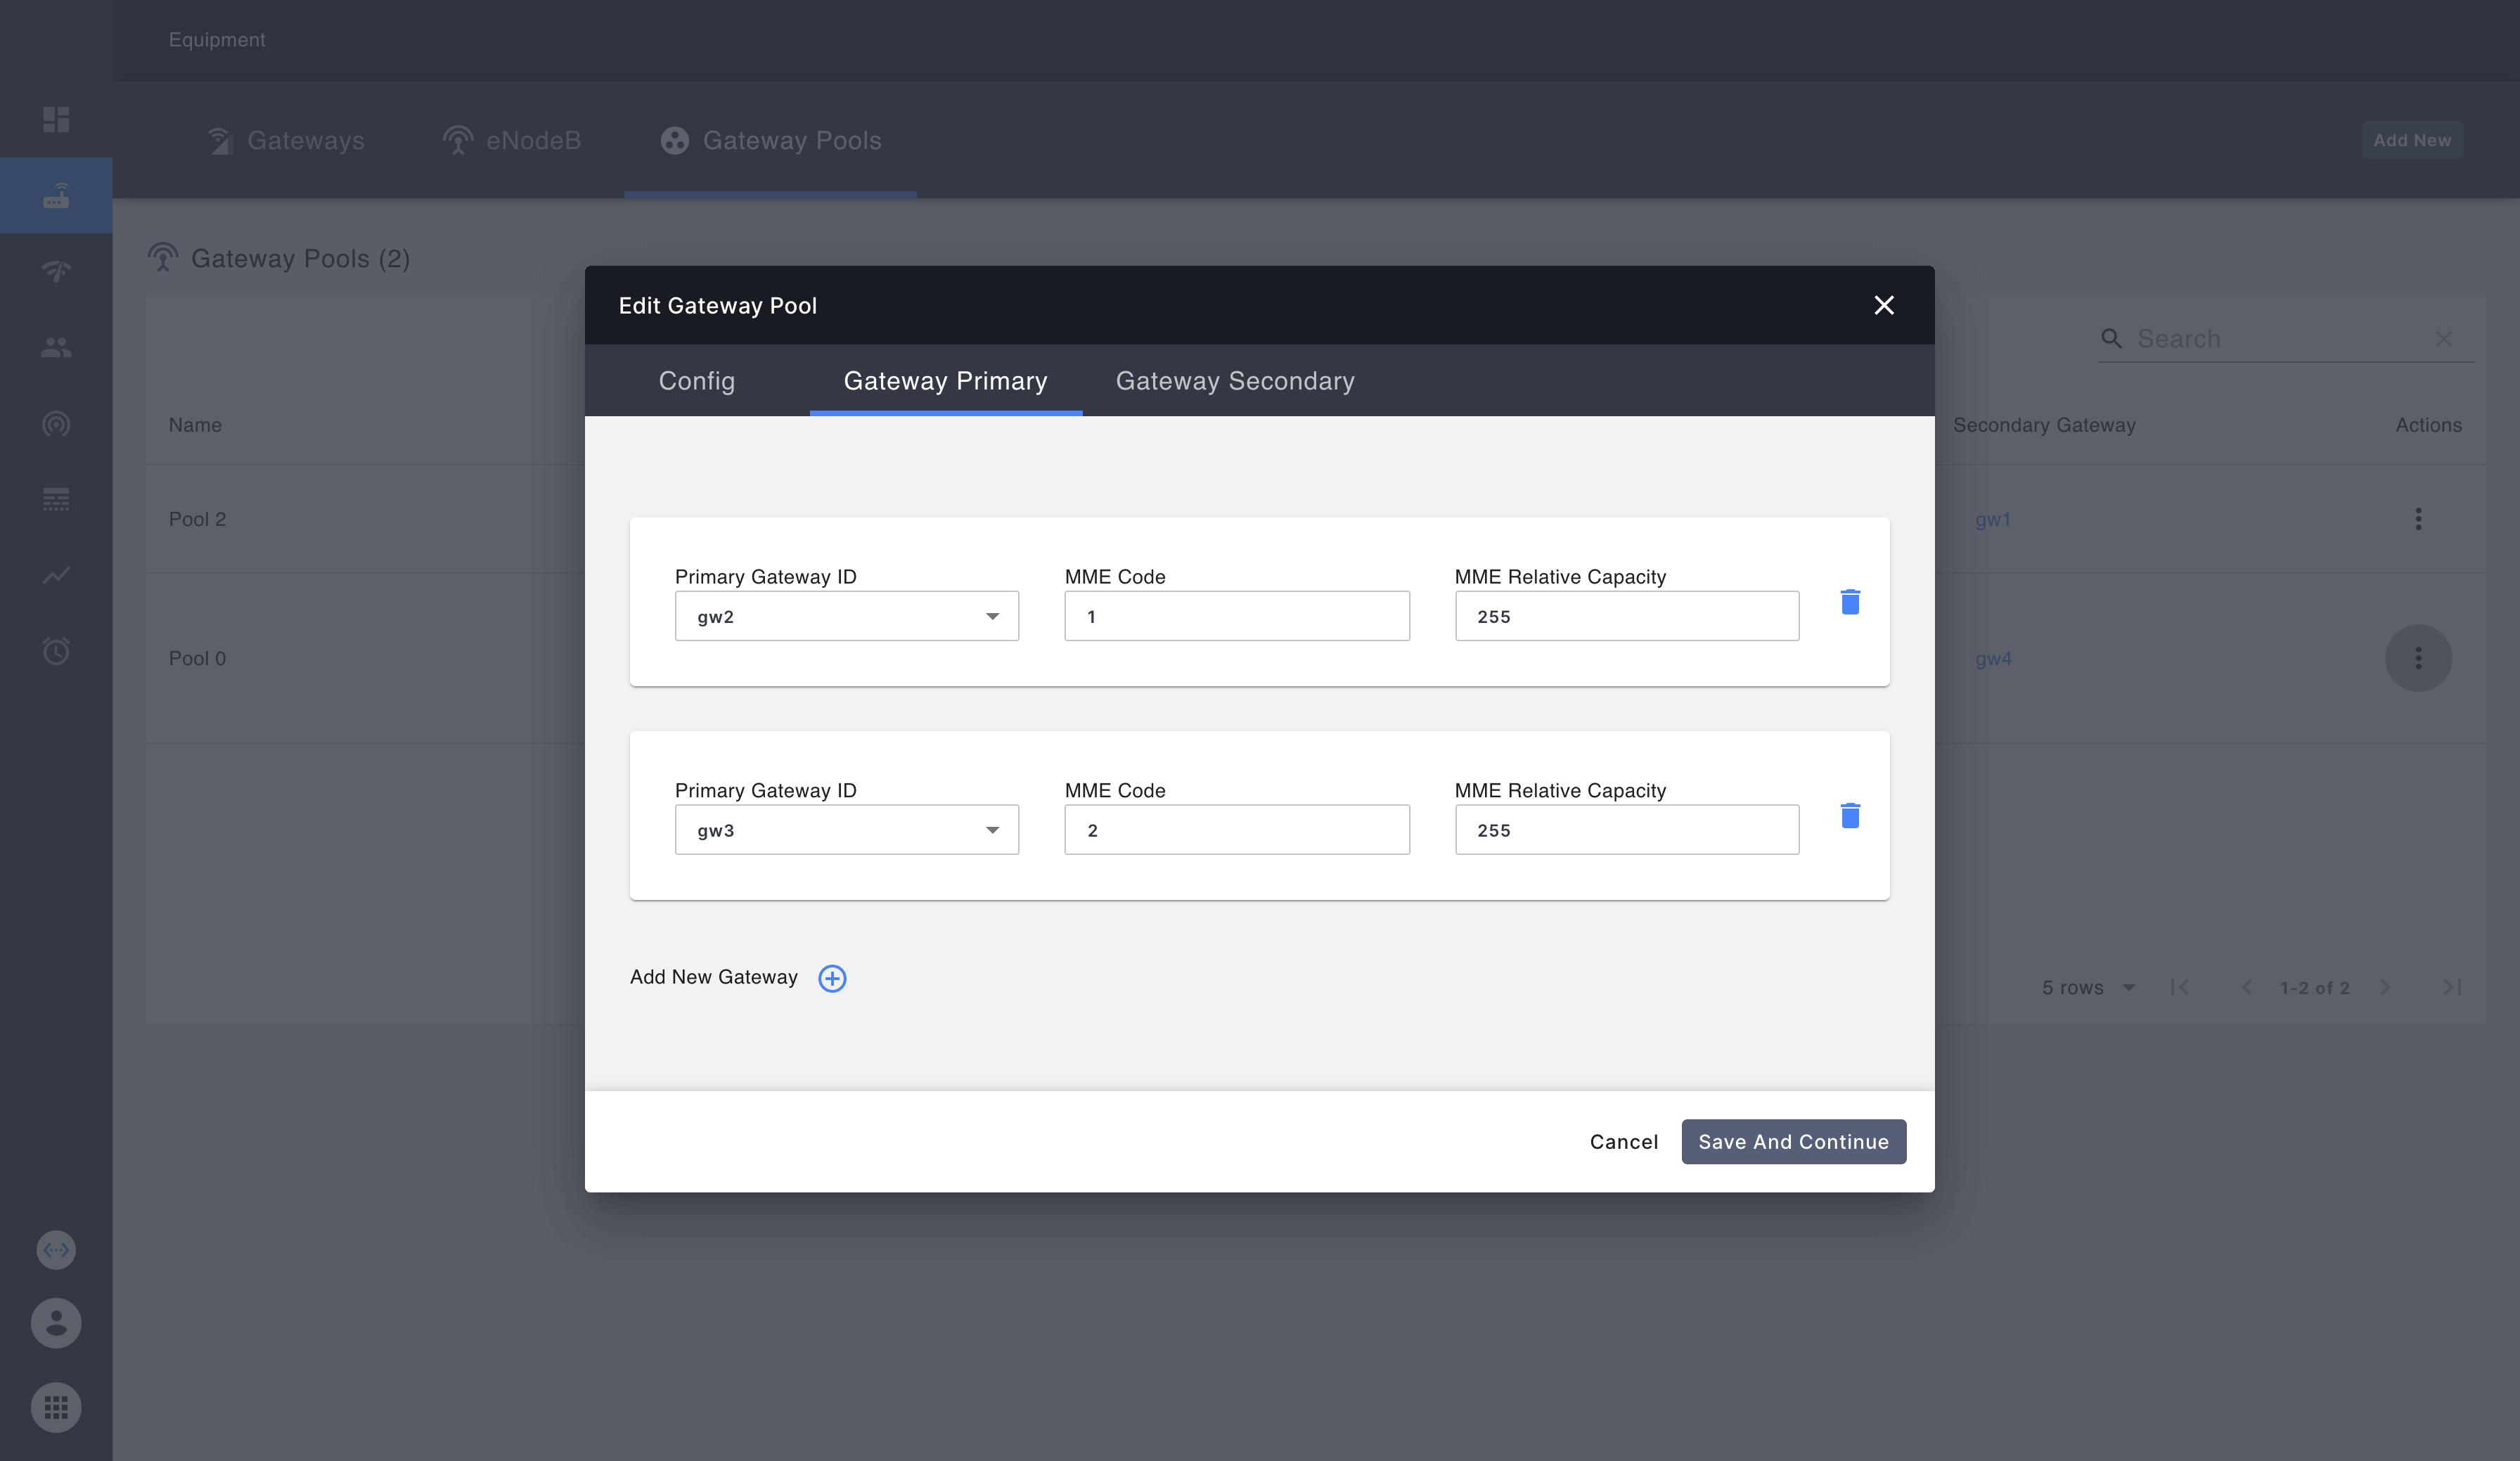 Equipment
Gateways
eNodeB
Gateway Pools
Add New
Gateway Pools (2)
Search
Name
Secondary Gateway
Actions
Pool 2
gw1
Pool 0
gw4
5 rows
1-2 of 2
Edit Gateway Pool
Config
Gateway Primary
Gateway Secondary
Primary Gateway ID
MME Code
MME Relative Capacity
gw2
1
255
Primary Gateway ID
MME Code
MME Relative Capacity
gw3
2
255
Add New Gateway
Cancel
Save And Continue